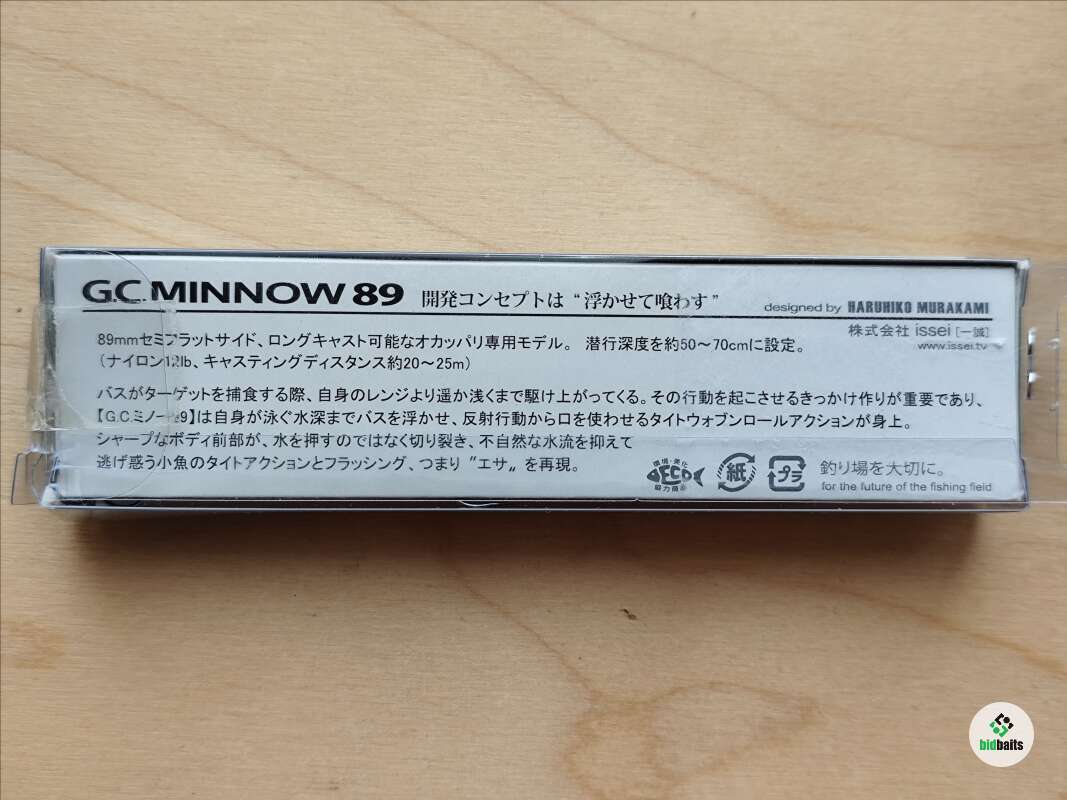 G.C. MINNOW 89 開発コンセプトは“浮かせて喰わす” designed by HARUHIKO MURAKAMI
株式会社 issei [一誠]
www.issei.tv
89mmセミフラットサイド、ロングキャスト可能なオカッパリ専用モデル。 潜行深度を約50〜70cmに設定。
(ナイロン12lb、キャスティングディスタンス約20〜25m)
バスがターゲットを捕食する際、自身のレンジより遥か浅くまで駆け上がってくる。その行動を起こさせるきっかけ作りが重要であり、
【G.C.ミノー89】は自身が泳ぐ水深までバスを浮かせ、反射行動から口を使わせるタイトウォブンロールアクションが身上。
シャープなボディ前部が、水を押すのではなく切り裂き、不自然な水流を抑えて
逃げ惑う小魚のタイトアクションとフラッシング、つまり〝エサ〟を再現。
環境・美化
ECO
協力商品
紙
プラ
釣り場を大切に。
for the future of the fishing field
bidbaits